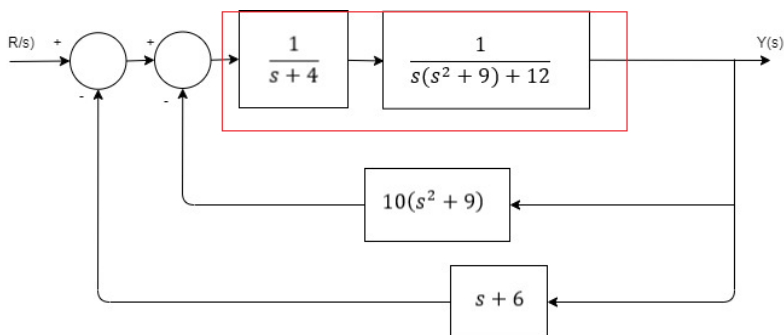 R/s)
+
+
-
-
1
s + 4
1
s(s² + 9) + 12
Y(s)
10(s² + 9)
s + 6